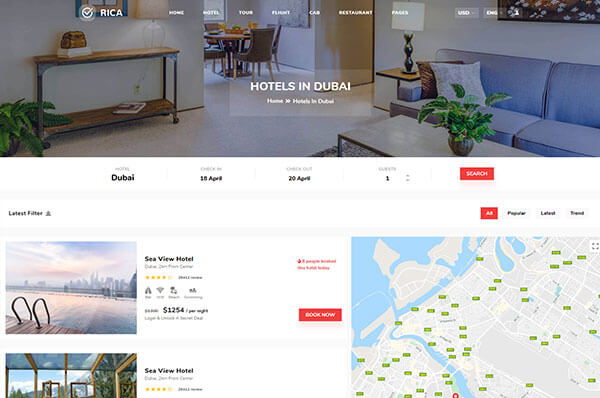 RICA
HOME HOTEL TOUR FLIGHT CAB RESTAURANT PAGES
USD ENG
HOTELS IN DUBAI
Home » Hotels In Dubai
HOTEL CHECK IN CHECK OUT GUESTS
Dubai 18 April 20 April 1
SEARCH
Latest Filter
All Popular Latest Trend
Sea View Hotel
Dubai, 2km From Center
28412 review
Bar Wifi Beach Swimming
$1254 / per night
Login & Unlock A Secret Deal
8 people booked
this hotel today
BOOK NOW
Sea View Hotel
Dubai, 2km From Center
28412 review